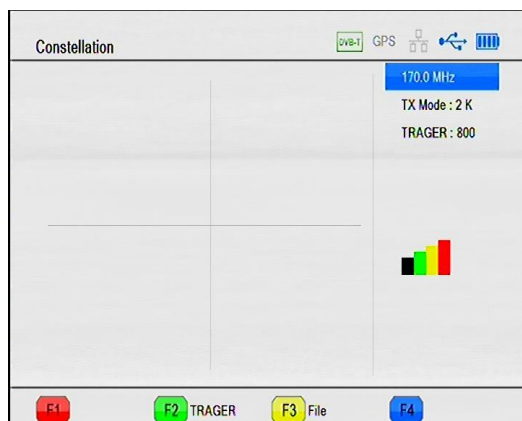 Constellation
DVB-T GPS
170.0 MHz
TX Mode : 2 K
TRAGER : 800
F1 F2 TRAGER F3 File F4